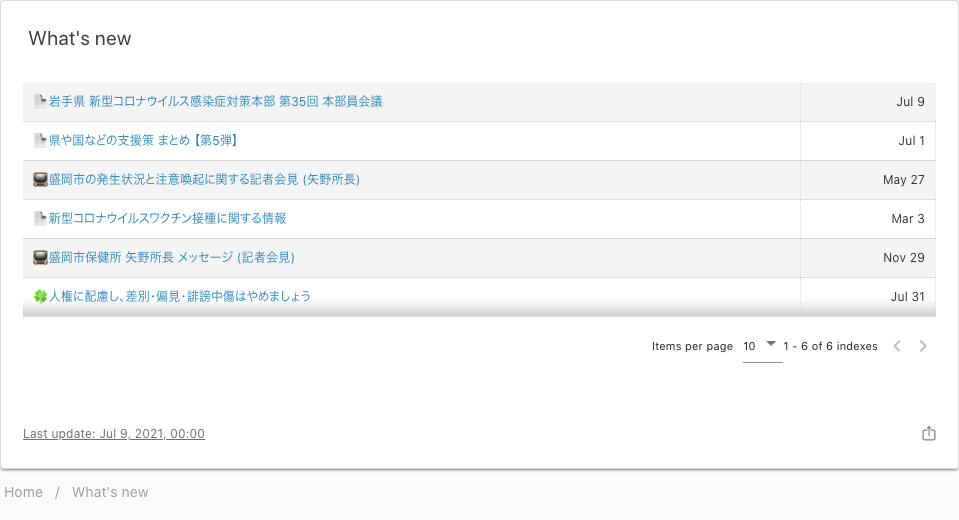 What's new
岩手県 新型コロナウイルス感染症対策本部 第35回 本部員会議 Jul 9
県や国などの支援策 まとめ【第5弾】 Jul 1
盛岡市の発生状況と注意喚起に関する記者会見 (矢野所長) May 27
新型コロナウイルスワクチン接種に関する情報 Mar 3
盛岡市保健所 矢野所長 メッセージ (記者会見) Nov 29
人権に配慮し、差別・偏見・誹謗中傷はやめましょう Jul 31
Items per page 10 1 - 6 of 6 indexes
Last update: Jul 9, 2021, 00:00
Home / What's new